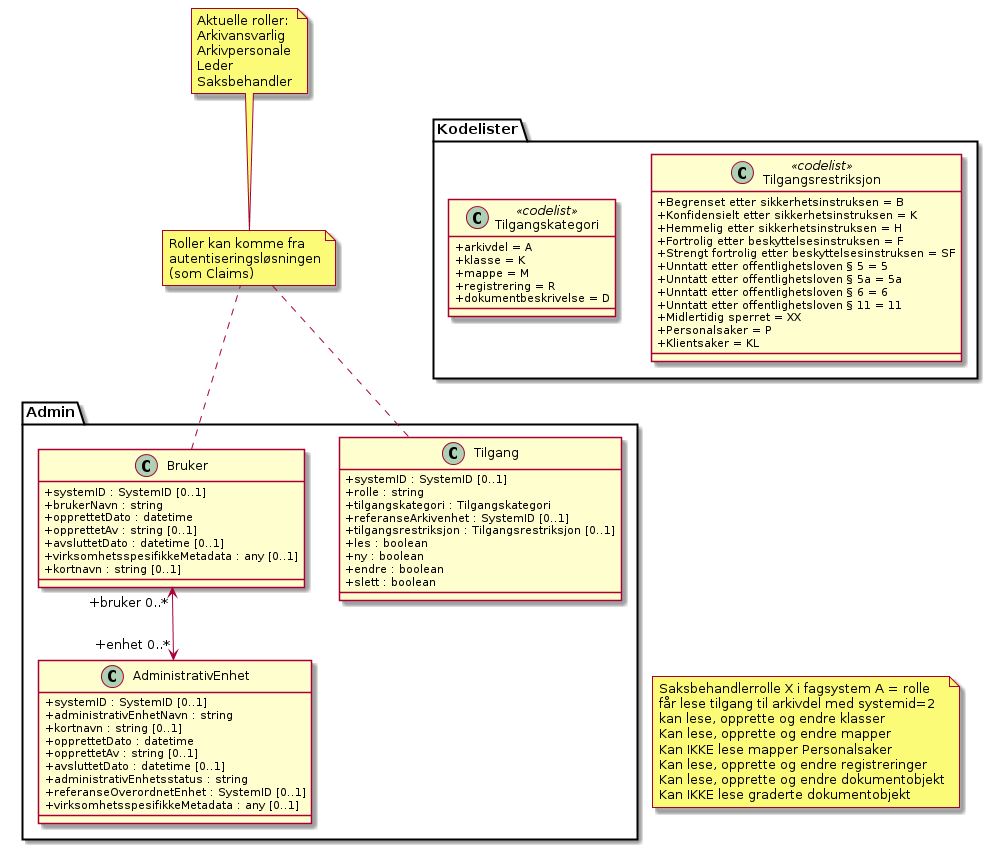 Aktuelle roller:
Arkivansvarlig
Arkivpersonale
Leder
Saksbehandler
Roller kan komme fra
autentiseringsløsningen
(som Claims)
Kodelister
C
«codelist»
Tilgangskategori
+arkivdel = A
+klasse = K
+mappe = M
+registrering = R
+dokumentbeskrivelse = D
C
«codelist»
Tilgangsrestriksjon
+Begrenset etter sikkerhetsinstruksen = B
+Konfidensielt etter sikkerhetsinstruksen = K
+Hemmelig etter sikkerhetsinstruksen = H
+Fortrolig etter beskyttelsesinstruksen = F
+Strengt fortrolig etter beskyttelsesinstruksen = SF
+Unntatt etter offentlighetsloven § 5 = 5
+Unntatt etter offentlighetsloven § 5a = 5a
+Unntatt etter offentlighetsloven § 6 = 6
+Unntatt etter offentlighetsloven § 11 = 11
+Midlertidig sperret = XX
+Personalsaker = P
+Klientsaker = KL
Admin
C Bruker
+systemID : SystemID [0..1]
+brukerNavn : string
+opprettetDato : datetime
+opprettetAv : string [0..1]
+avsluttetDato : datetime [0..1]
+virksomhetsspesifikkeMetadata : any [0..1]
+kortnavn : string [0..1]
C Tilgang
+systemID : SystemID [0..1]
+rolle : string
+tilgangskategori : Tilgangskategori
+referanseArkivenhet : SystemID [0..1]
+tilgangsrestriksjon : Tilgangsrestriksjon [0..1]
+les : boolean
+ny : boolean
+endre : boolean
+slett : boolean
+bruker 0..*
+enhet 0..*
C AdministrativEnhet
+systemID : SystemID [0..1]
+administrativEnhetNavn : string
+kortnavn : string [0..1]
+opprettetDato : datetime
+opprettetAv : string [0..1]
+avsluttetDato : datetime [0..1]
+administrativEnhetsstatus : string
+referanseOverordnetEnhet : SystemID [0..1]
+virksomhetsspesifikkeMetadata : any [0..1]
Saksbehandlerrolle X i fagsystem A = rolle
får lese tilgang til arkivdel med systemid=2
kan lese, opprette og endre klasser
Kan lese, opprette og endre mapper
Kan IKKE lese mapper Personalsaker
Kan lese, opprette og endre registreringer
Kan lese, opprette og endre dokumentobjekt
Kan IKKE lese graderte dokumentobjekt